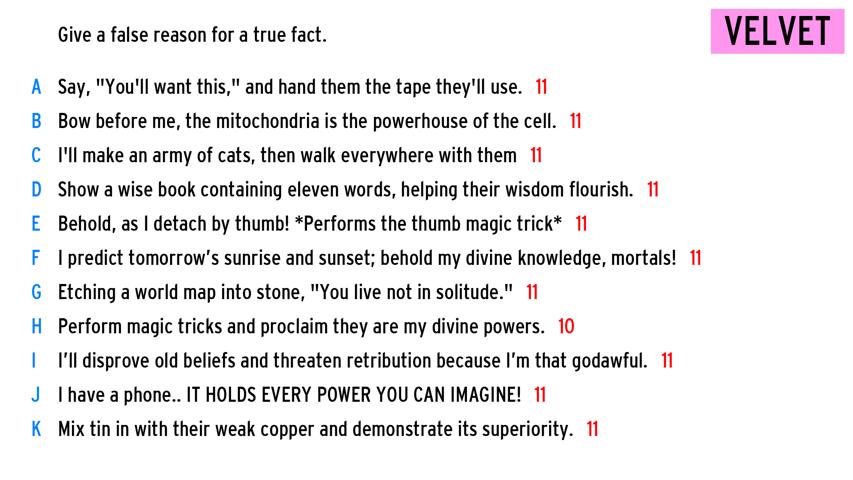 Give a false reason for a true fact.
VELVET
A Say, "You'll want this," and hand them the tape they'll use. 11
B Bow before me, the mitochondria is the powerhouse of the cell. 11
C I'll make an army of cats, then walk everywhere with them 11
D Show a wise book containing eleven words, helping their wisdom flourish. 11
E Behold, as I detach by thumb! *Performs the thumb magic trick* 11
F I predict tomorrow’s sunrise and sunset; behold my divine knowledge, mortals! 11
G Etching a world map into stone, "You live not in solitude." 11
H Perform magic tricks and proclaim they are my divine powers. 10
I I’ll disprove old beliefs and threaten retribution because I’m that godawful. 11
J I have a phone.. IT HOLDS EVERY POWER YOU CAN IMAGINE! 11
K Mix tin in with their weak copper and demonstrate its superiority. 11